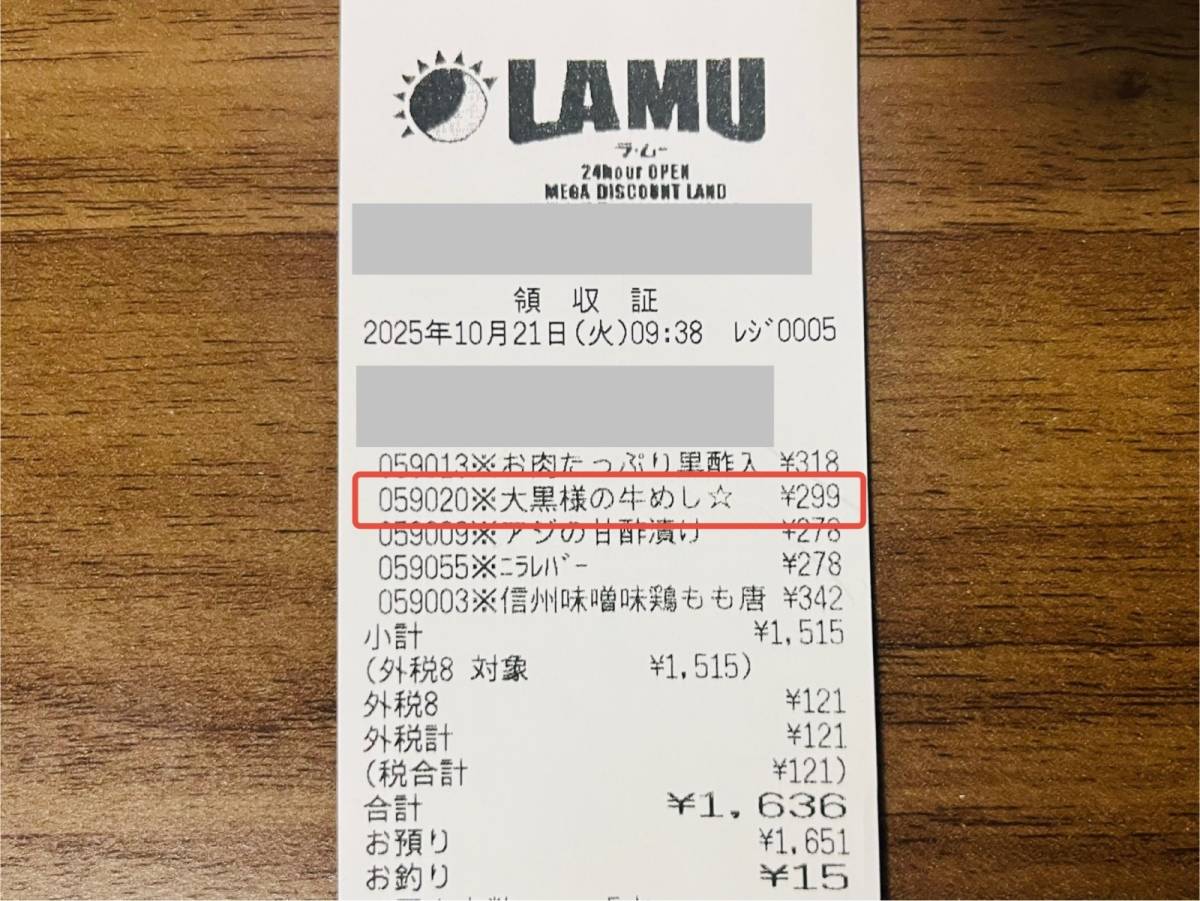 LAMU
ラ・ムー
24hour OPEN
MEGA DISCOUNT LAND
領 収 証
2025年10月21日(火)09:38 ﾚｼﾞ0005
059013※お肉たっぷり黒酢入 ¥318
059020※大黒様の牛めし☆ ¥299
059009※アジの甘酢漬け ¥278
059055※ﾆﾗﾚﾊﾞｰ ¥278
059003※信州味噌味鶏もも唐 ¥342
小計 ¥1,515
(外税8 対象 ¥1,515)
外税8 ¥121
外税計 ¥121
(税合計 ¥121)
合計 ¥1,636
お預り ¥1,651
お釣り ¥15